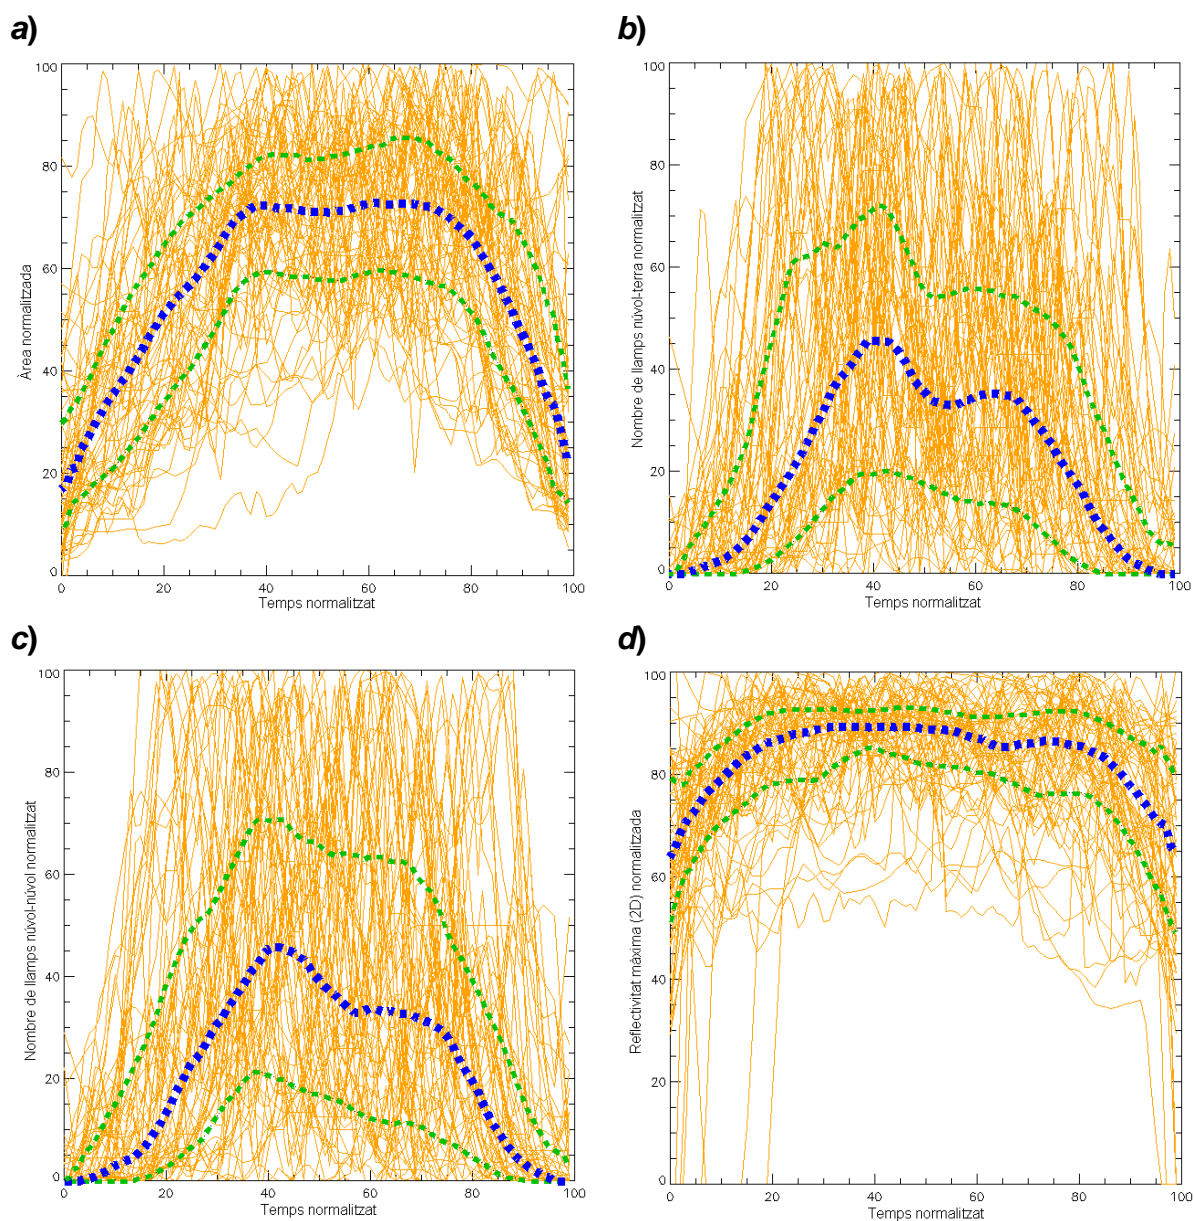 a)
b)
100
80
60
40
20
0
Àrea normalitzada
0 20 40 60 80 100
Temps normalitzat
100
80
60
40
20
0
Nombre de llamps núvol-terra normalitzat
0 20 40 60 80 100
Temps normalitzat
c)
d)
100
80
60
40
20
0
Nombre de llamps núvol-núvol normalitzat
0 20 40 60 80 100
Temps normalitzat
100
80
60
40
20
0
Reflectivitat màxima (2D) normalitzada
0 20 40 60 80 100
Temps normalitzat